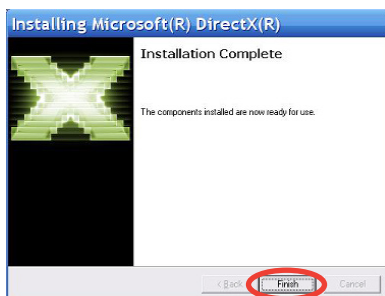 Installing Microsoft(R) DirectX(R)
Installation Complete
The components installed are now ready for use.
< Back Finish Cancel